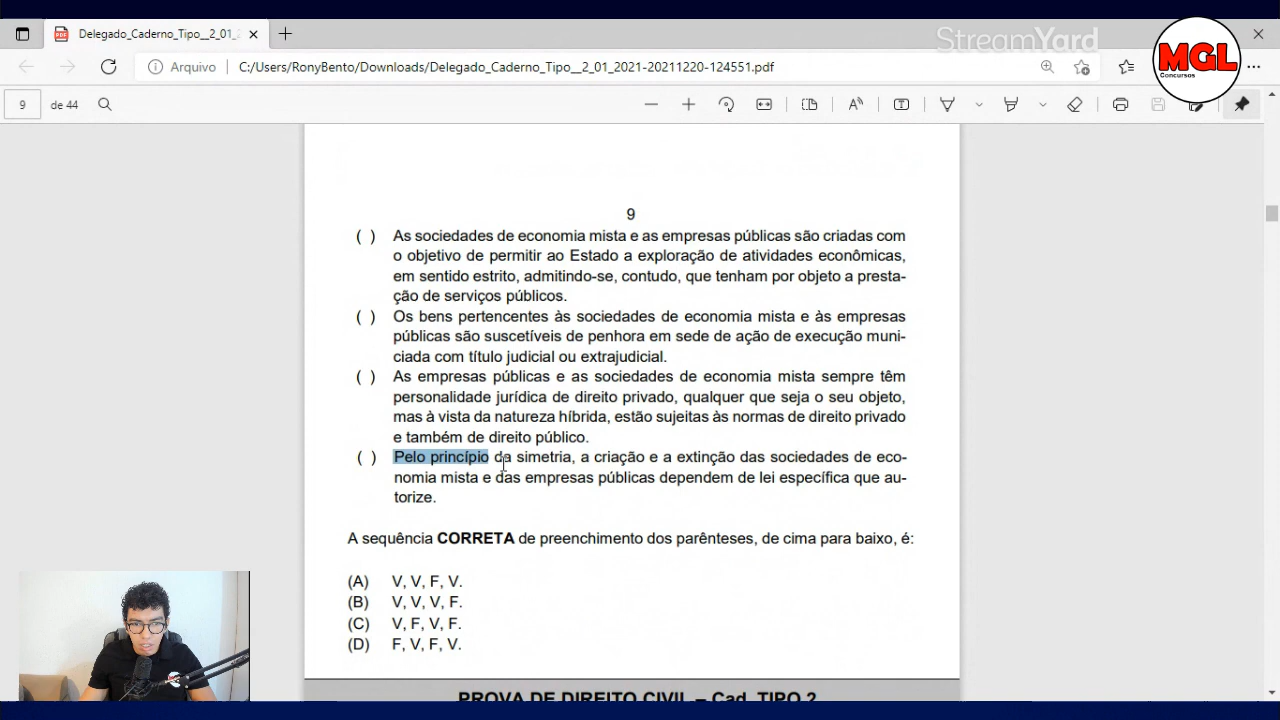 Delegado_Caderno_Tipo__2_01_2
StreamYard
MGL
Concursos
Arquivo
C:/Users/RonyBento/Downloads/Delegado_Caderno_Tipo__2_01_2021-20211220-124551.pdf
9
de 44
9
( ) As sociedades de economia mista e as empresas públicas são criadas com
o objetivo de permitir ao Estado a exploração de atividades econômicas,
em sentido estrito, admitindo-se, contudo, que tenham por objeto a presta-
ção de serviços públicos.
( ) Os bens pertencentes às sociedades de economia mista e às empresas
públicas são suscetíveis de penhora em sede de ação de execução muni-
ciada com título judicial ou extrajudicial.
( ) As empresas públicas e as sociedades de economia mista sempre têm
personalidade jurídica de direito privado, qualquer que seja o seu objeto,
mas à vista da natureza híbrida, estão sujeitas às normas de direito privado
e também de direito público.
( ) Pelo princípio da simetria, a criação e a extinção das sociedades de eco-
nomia mista e das empresas públicas dependem de lei específica que au-
torize.
A sequência CORRETA de preenchimento dos parênteses, de cima para baixo, é:
(A) V, V, F, V.
(B) V, V, V, F.
(C) V, F, V, F.
(D) F, V, F, V.
PROVA DE DIREITO CIVIL – Cad. TIPO 2